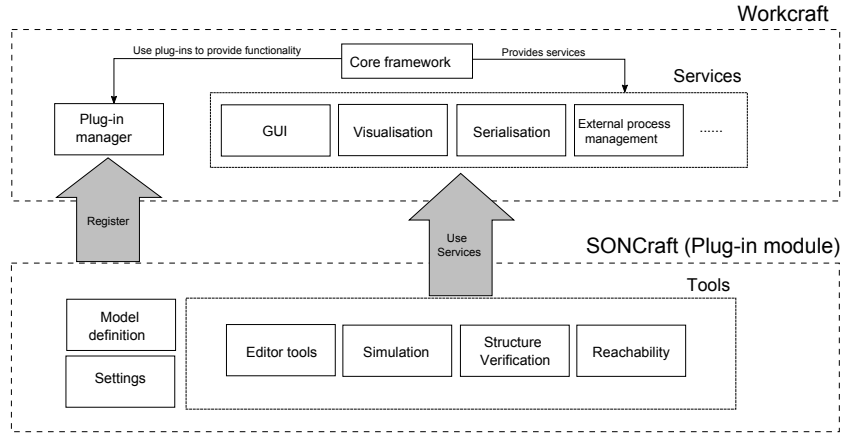 Workcraft
Use plug-ins to provide functionality
Core framework
Provides services
Services
Plug-in
manager
GUI
Visualisation
Serialisation
External process
management
......
Register
Use
Services
SONCraft (Plug-in module)
Tools
Model
definition
Settings
Editor tools
Simulation
Structure
Verification
Reachability